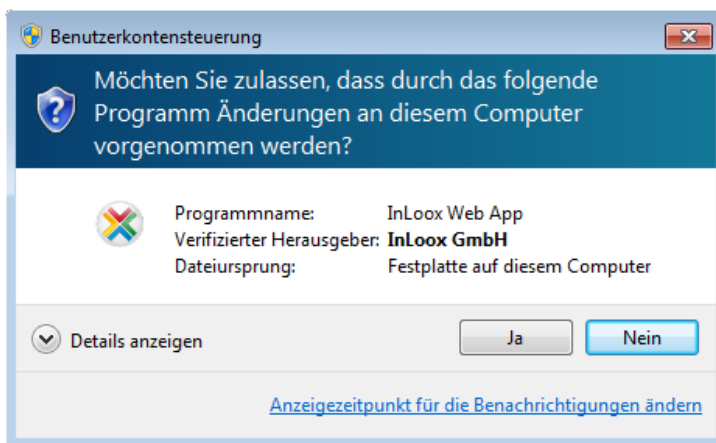 Benutzerkontensteuerung
Möchten Sie zulassen, dass durch das folgende
Programm Änderungen an diesem Computer
vorgenommen werden?
Programmname: InLoox Web App
Verifizierter Herausgeber: InLoox GmbH
Dateiursprung: Festplatte auf diesem Computer
Details anzeigen Ja Nein
Anzeigezeitpunkt für die Benachrichtigungen ändern